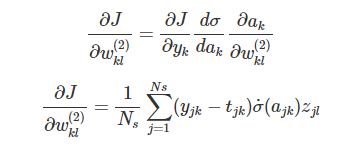 ∂J/∂w_{kl}^{(2)} = ∂J/∂y_k dσ/da_k ∂a_k/∂w_{kl}^{(2)}
∂J/∂w_{kl}^{(2)} = 1/N_s ∑_{j=1}^{Ns} (y_{jk} − t_{jk})σ̇(a_{jk})z_{jl}